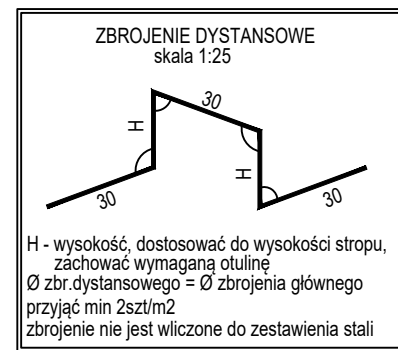 ZBROJENIE DYSTANSOWE
skala 1:25
30
H
H
30
30
H - wysokość, dostosować do wysokości stropu,
zachować wymaganą otulinę
Ø zbr.dystansowego = Ø zbrojenia głównego
przyjąć min 2szt/m2
zbrojenie nie jest wliczone do zestawienia stali